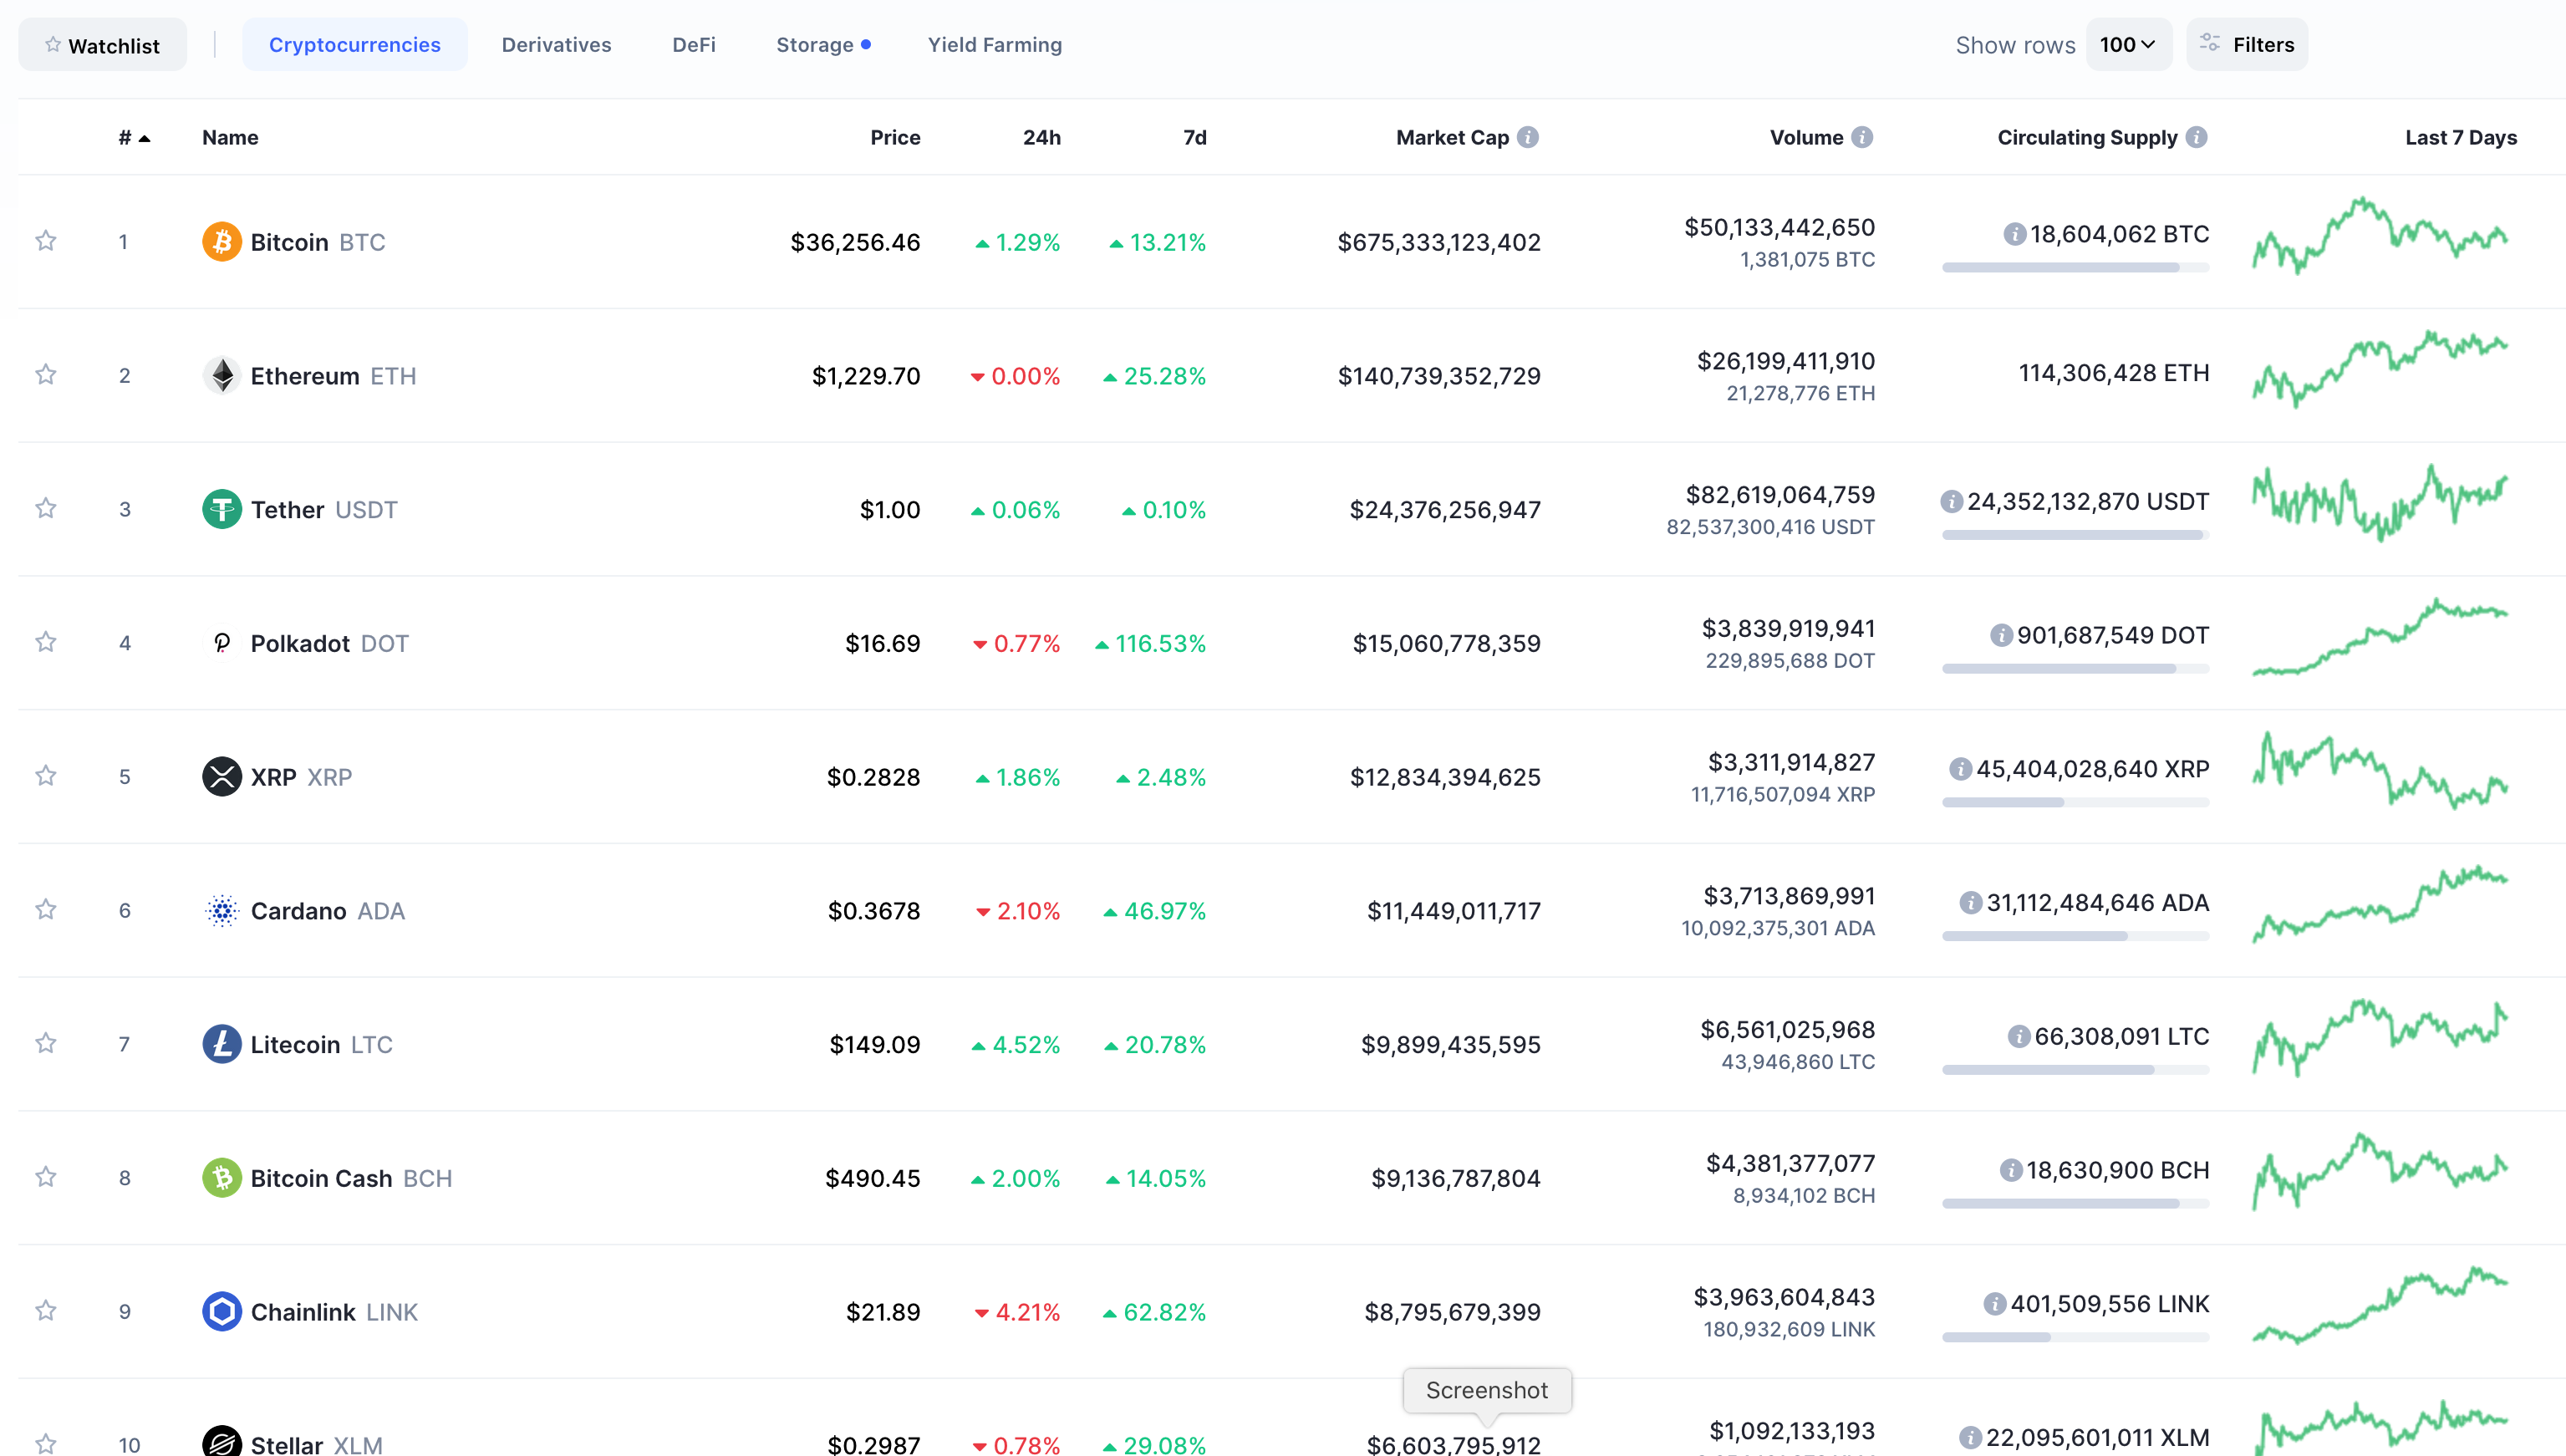 Watchlist Cryptocurrencies Derivatives DeFi Storage Yield Farming Show rows 100 Filters
# Name Price 24h 7d Market Cap Volume Circulating Supply Last 7 Days
1 Bitcoin BTC $36,256.46 1.29% 13.21% $675,333,123,402 $50,133,442,650 18,604,062 BTC
1,381,075 BTC
2 Ethereum ETH $1,229.70 0.00% 25.28% $140,739,352,729 $26,199,411,910 114,306,428 ETH
21,278,776 ETH
3 Tether USDT $1.00 0.06% 0.10% $24,376,256,947 $82,619,064,759 24,352,132,870 USDT
82,537,300,416 USDT
4 Polkadot DOT $16.69 0.77% 116.53% $15,060,778,359 $3,839,919,941 901,687,549 DOT
229,895,688 DOT
5 XRP XRP $0.2828 1.86% 2.48% $12,834,394,625 $3,311,914,827 45,404,028,640 XRP
11,716,507,094 XRP
6 Cardano ADA $0.3678 2.10% 46.97% $11,449,011,717 $3,713,869,991 31,112,484,646 ADA
10,092,375,301 ADA
7 Litecoin LTC $149.09 4.52% 20.78% $9,899,435,595 $6,561,025,968 66,308,091 LTC
43,946,860 LTC
8 Bitcoin Cash BCH $490.45 2.00% 14.05% $9,136,787,804 $4,381,377,077 18,630,900 BCH
8,934,102 BCH
9 Chainlink LINK $21.89 4.21% 62.82% $8,795,679,399 $3,963,604,843 401,509,556 LINK
180,932,609 LINK
Screenshot
10 Stellar XLM $0.2987 0.78% 29.08% $6,603,795,912 $1,092,133,193 22,095,601,011 XLM